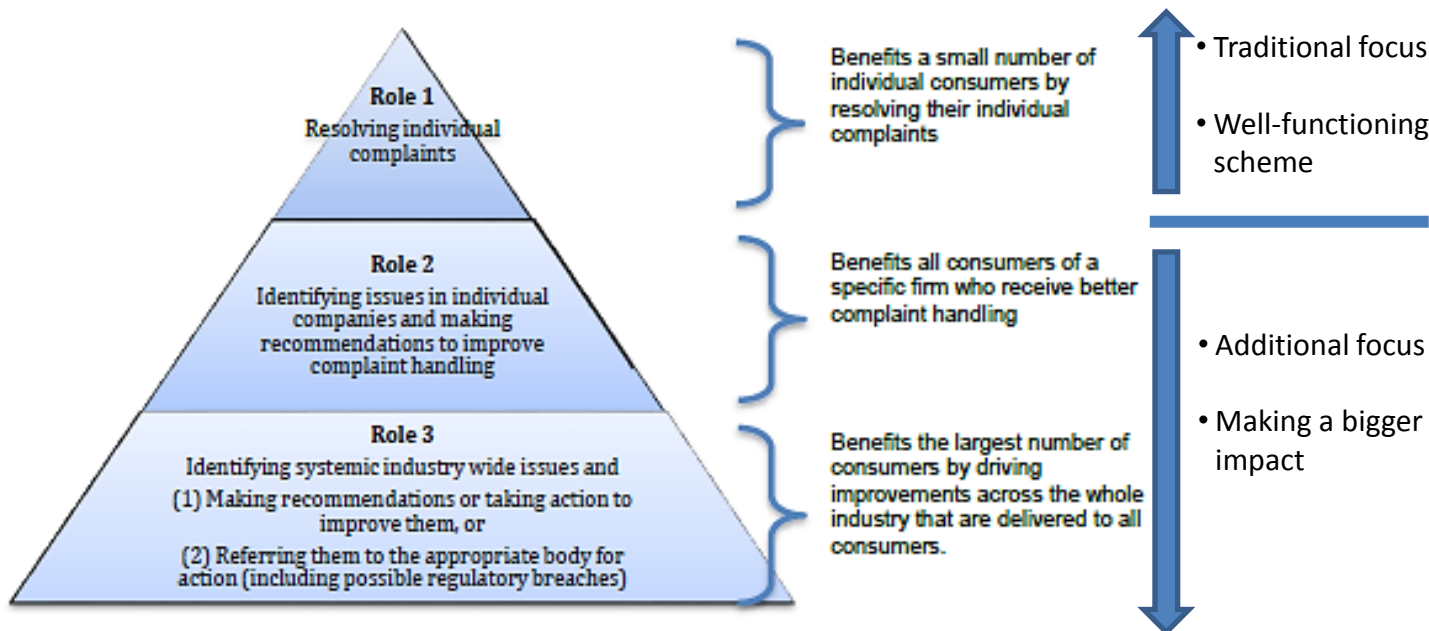 Role 1
Resolving individual
complaints
Benefits a small number of
individual consumers by
resolving their individual
complaints
• Traditional focus
• Well-functioning
scheme
Role 2
Identifying issues in individual
companies and making
recommendations to improve
complaint handling
Benefits all consumers of a
specific firm who receive better
complaint handling
Role 3
Identifying systemic industry wide issues and
(1) Making recommendations or taking action to
improve them, or
(2) Referring them to the appropriate body for
action (including possible regulatory breaches)
Benefits the largest number of
consumers by driving
improvements across the whole
industry that are delivered to all
consumers.
• Additional focus
• Making a bigger
impact